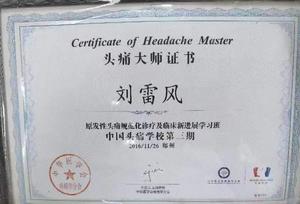 Certificate of Headache Master
头痛大师证书
刘雷风
原发性头痛规范化诊疗及临床新进展学习班
中国头痛学校第三期
2016/11/26 郑州